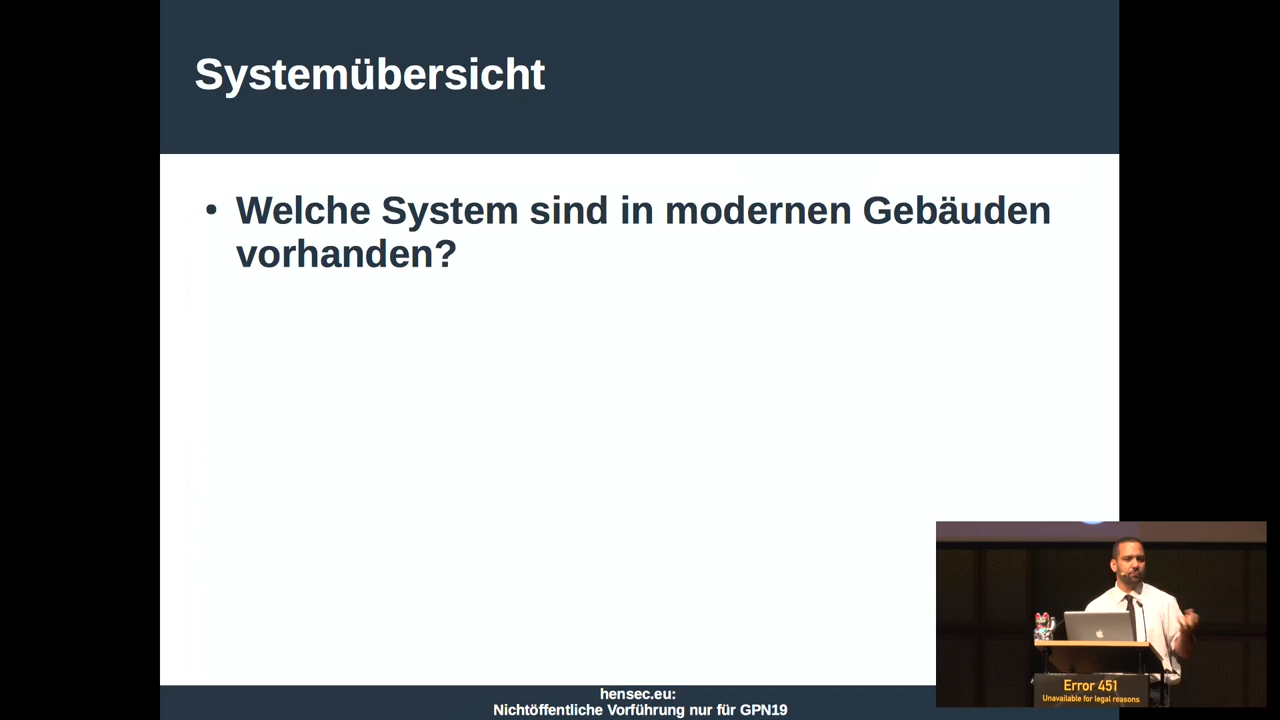 Systemübersicht
• Welche System sind in modernen Gebäuden
vorhanden?
hensec.eu:
Nichtöffentliche Vorführung nur für GPN19
Error 451
Unavailable for legal reasons